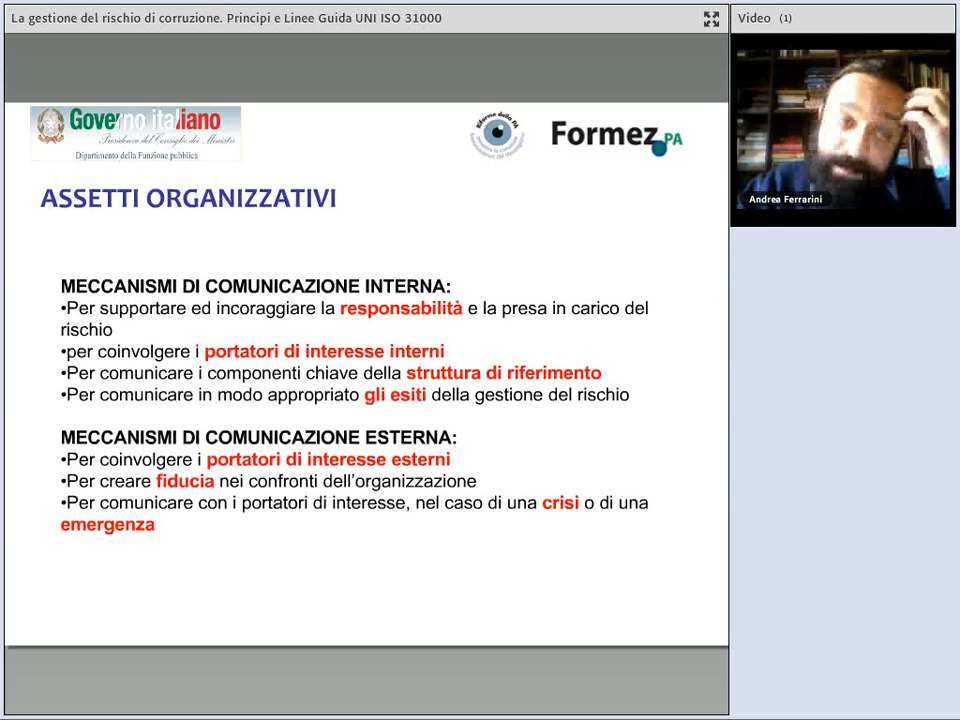 La gestione del rischio di corruzione. Principi e Linee Guida UNI ISO 31000
Video (1)
Governo italiano
Presidenza del Consiglio dei Ministri
Dipartimento della Funzione pubblica
Formez PA
Andrea Ferrarini
ASSETTI ORGANIZZATIVI
MECCANISMI DI COMUNICAZIONE INTERNA:
•Per supportare ed incoraggiare la responsabilità e la presa in carico del
rischio
•per coinvolgere i portatori di interesse interni
•Per comunicare i componenti chiave della struttura di riferimento
•Per comunicare in modo appropriato gli esiti della gestione del rischio
MECCANISMI DI COMUNICAZIONE ESTERNA:
•Per coinvolgere i portatori di interesse esterni
•Per creare fiducia nei confronti dell’organizzazione
•Per comunicare con i portatori di interesse, nel caso di una crisi o di una
emergenza